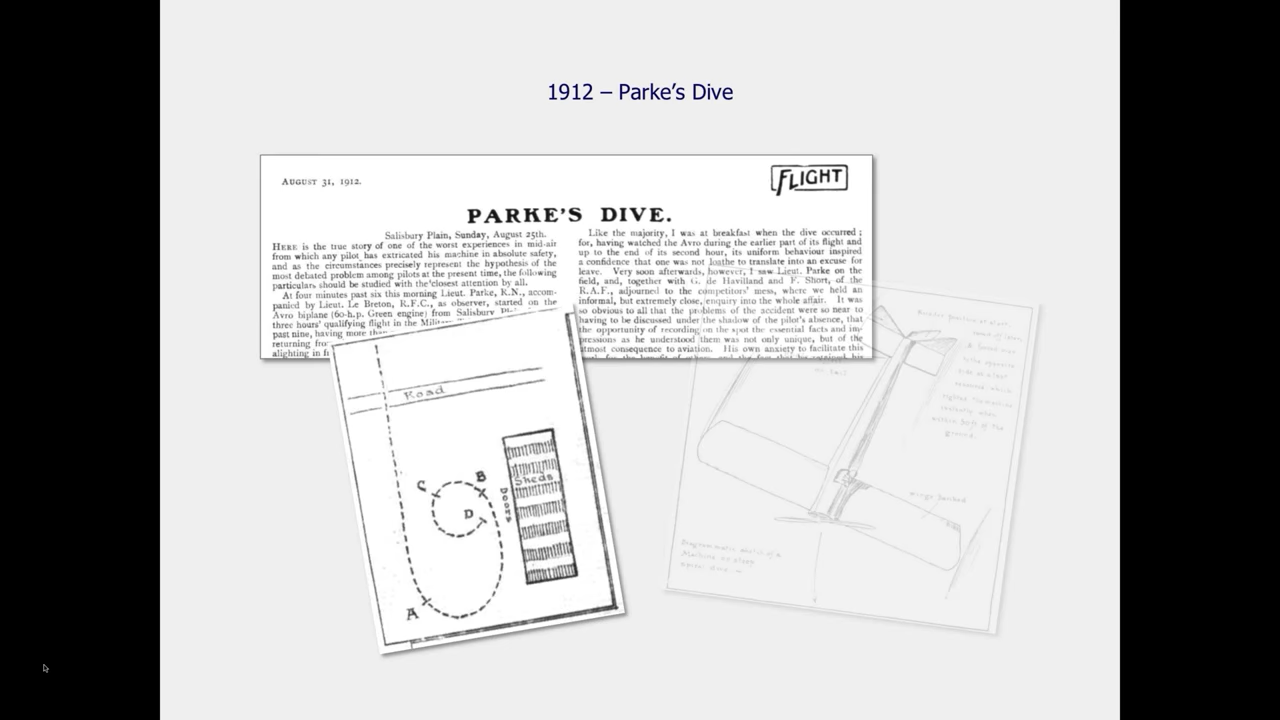 1912 – Parke's Dive
AUGUST 31, 1912.
FLIGHT
PARKE'S DIVE.
Salisbury Plain, Sunday, August 25th.
HERE is the true story of one of the worst experiences in mid-air
from which any pilot has extricated his machine in absolute safety,
and as the circumstances precisely represent the hypothesis of the
most debated problem among pilots at the present time, the following
particulars should be studied with the closest attention by all.
At four minutes past six this morning Lieut. Parke, R.N., accom-
panied by Lieut. Le Breton, R.F.C., as observer, started on the
Avro biplane (60-h.p. Green engine) from Salisbury
three hours' qualifying flight in the
past nine, having more
returning
alighting in
Like the majority, I was at breakfast when the dive occurred;
for, having watched the Avro during the earlier part of its flight and
up to the end of its second hour, its uniform behaviour inspired
a confidence that one was not loathe to translate into an excuse for
leave. Very soon afterwards, however, I saw Lieut. Parke on the
field, and, together with G. de Havilland and F. Short, of the
R.A.F., adjourned to the competitors' mess, where we held an
informal, but extremely close, enquiry into the whole affair. It was
so obvious to all that the problems of the accident were so near to
having to be discussed under the shadow of the pilot's absence, that
the opportunity of recording on the spot the essential facts and im-
pressions as he understood them was not only unique, but of the
utmost consequence to aviation. His own anxiety to facilitate this
Road
C
B
D
Doors
Sheds
A
wings banked
ground.